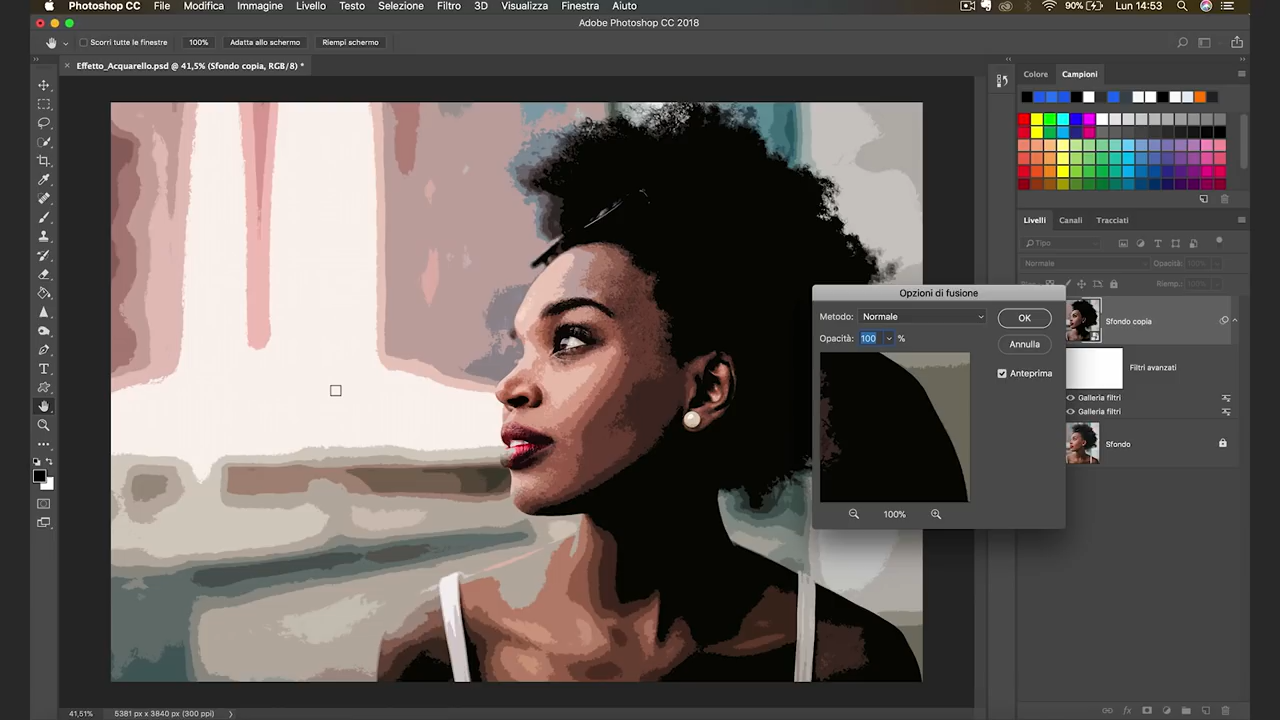 Photoshop CC File Modifica Immagine Livello Testo Selezione Filtro 3D Visualizza Finestra Aiuto 90% Lun 14:53
Adobe Photoshop CC 2018
Scorri tutte le finestre 100% Adatta allo schermo Riempi schermo
Effetto_Acquarello.psd @ 41,5% (Sfondo copia, RGB/8) *
Colore Campioni
Livelli Canali Tracciati
Tipo
Normale Opacità: 100%
Riemp.: 100%
Opzioni di fusione
Metodo: Normale OK
Opacità: 100 % Annulla
Anteprima
100%
Sfondo copia
Filtri avanzati
Galleria filtri
Galleria filtri
Sfondo
41,51% 5381 px x 3840 px (300 ppi)